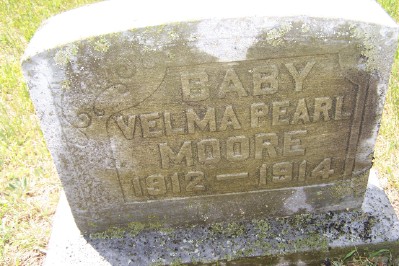 BABY
VELMA PEARL
MOORE
1912 — 1914